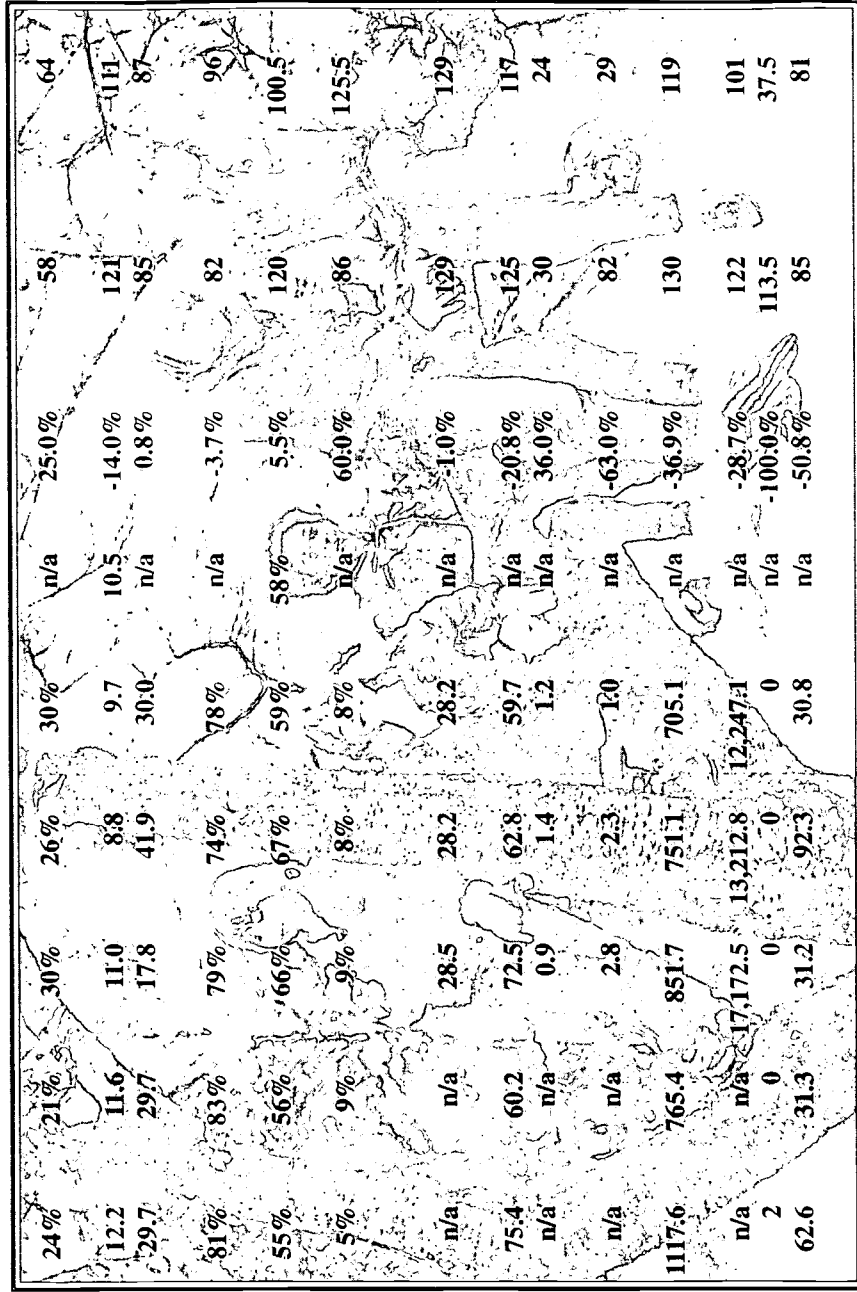 24% 21% 30% 26% 30% n/a 25.0% 58 64
12.2 11.6 11.0 8.8 9.7 10.5 -14.0% 121 111
29.7 29.7 17.8 41.9 30.0 n/a 0.8% 85 87
81% 83% 79% 74% 78% n/a -3.7% 82 96
55% 56% 66% 67% 59% 58% 5.5% 120 100.5
5% 9% 9% 8% 8% n/a 60.0% 86 125.5
n/a n/a 28.5 28.2 28.2 n/a -1.0% 129 129
75.4 60.2 72.5 62.8 59.7 n/a -20.8% 125 117
n/a n/a 0.9 1.4 1.2 n/a 36.0% 30 24
n/a n/a 2.8 2.3 1.0 n/a -63.0% 82 29
1117.6 765.4 851.7 751.1 705.1 n/a -36.9% 130 119
n/a n/a 17,172.5 13,212.8 12,247.1 n/a -28.7% 122 101
2 0 0 0 0 n/a -100.0% 113.5 37.5
62.6 31.3 31.2 92.3 30.8 n/a -50.8% 85 81